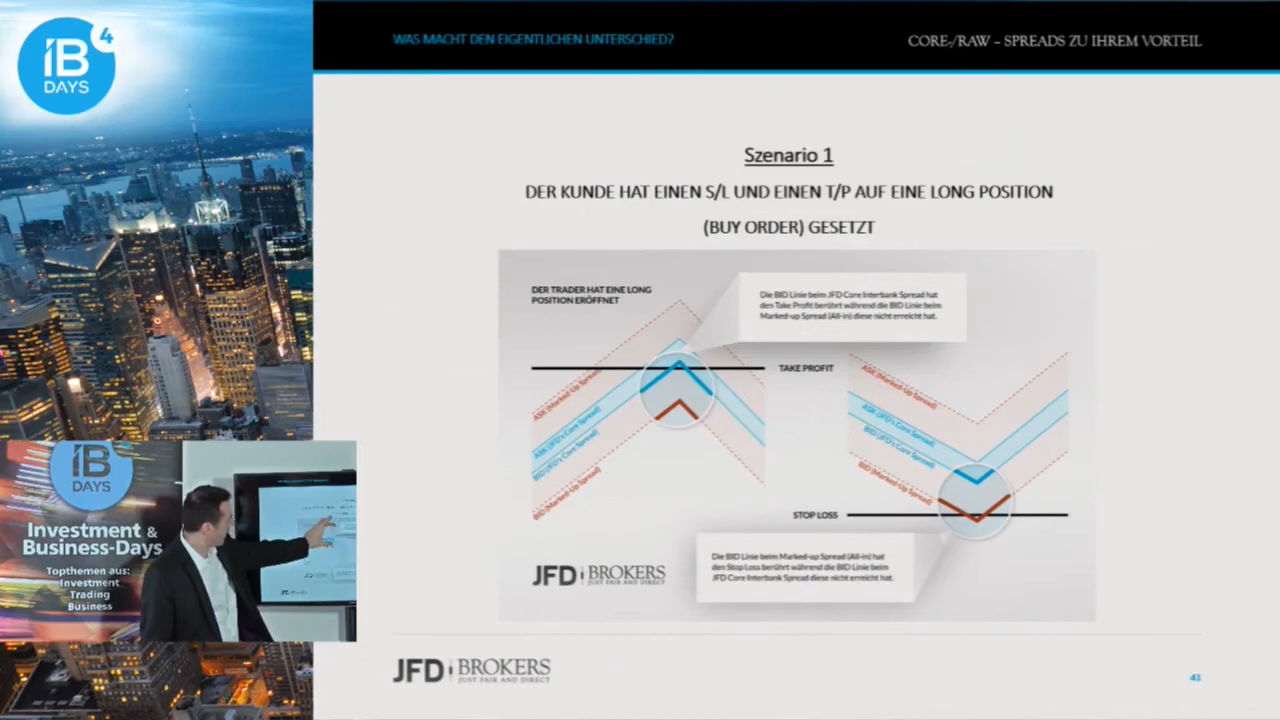 IB
4
DAYS
WAS MACHT DEN EIGENTLICHEN UNTERSCHIED?
CORE-/RAW – SPREADS ZU IHREM VORTEIL
Szenario 1
DER KUNDE HAT EINEN S/L UND EINEN T/P AUF EINE LONG POSITION
(BUY ORDER) GESETZT
DER TRADER HAT EINE LONG
POSITION ERÖFFNET
Die BID Linie beim JFD Core Interbank Spread hat
den Take Profit berührt während die BID Linie beim
Marked-up Spread (All-in) diese nicht erreicht hat.
TAKE PROFIT
ASK (Marked-Up Spread)
ASK (JFD's Core Spread)
BID (JFD's Core Spread)
BID (Marked-Up Spread)
ASK (Marked-Up Spread)
ASK (JFD's Core Spread)
BID (JFD's Core Spread)
BID (Marked-Up Spread)
STOP LOSS
Die BID Linie beim Marked-up Spread (All-in) hat
den Stop Loss berührt während die BID Linie beim
JFD Core Interbank Spread diese nicht erreicht hat.
JFD BROKERS
JUST FAIR AND DIRECT
IB
DAYS
Investment &
Business-Days
Topthemen aus:
Investment
Trading
Business
JFD BROKERS
JUST FAIR AND DIRECT
41